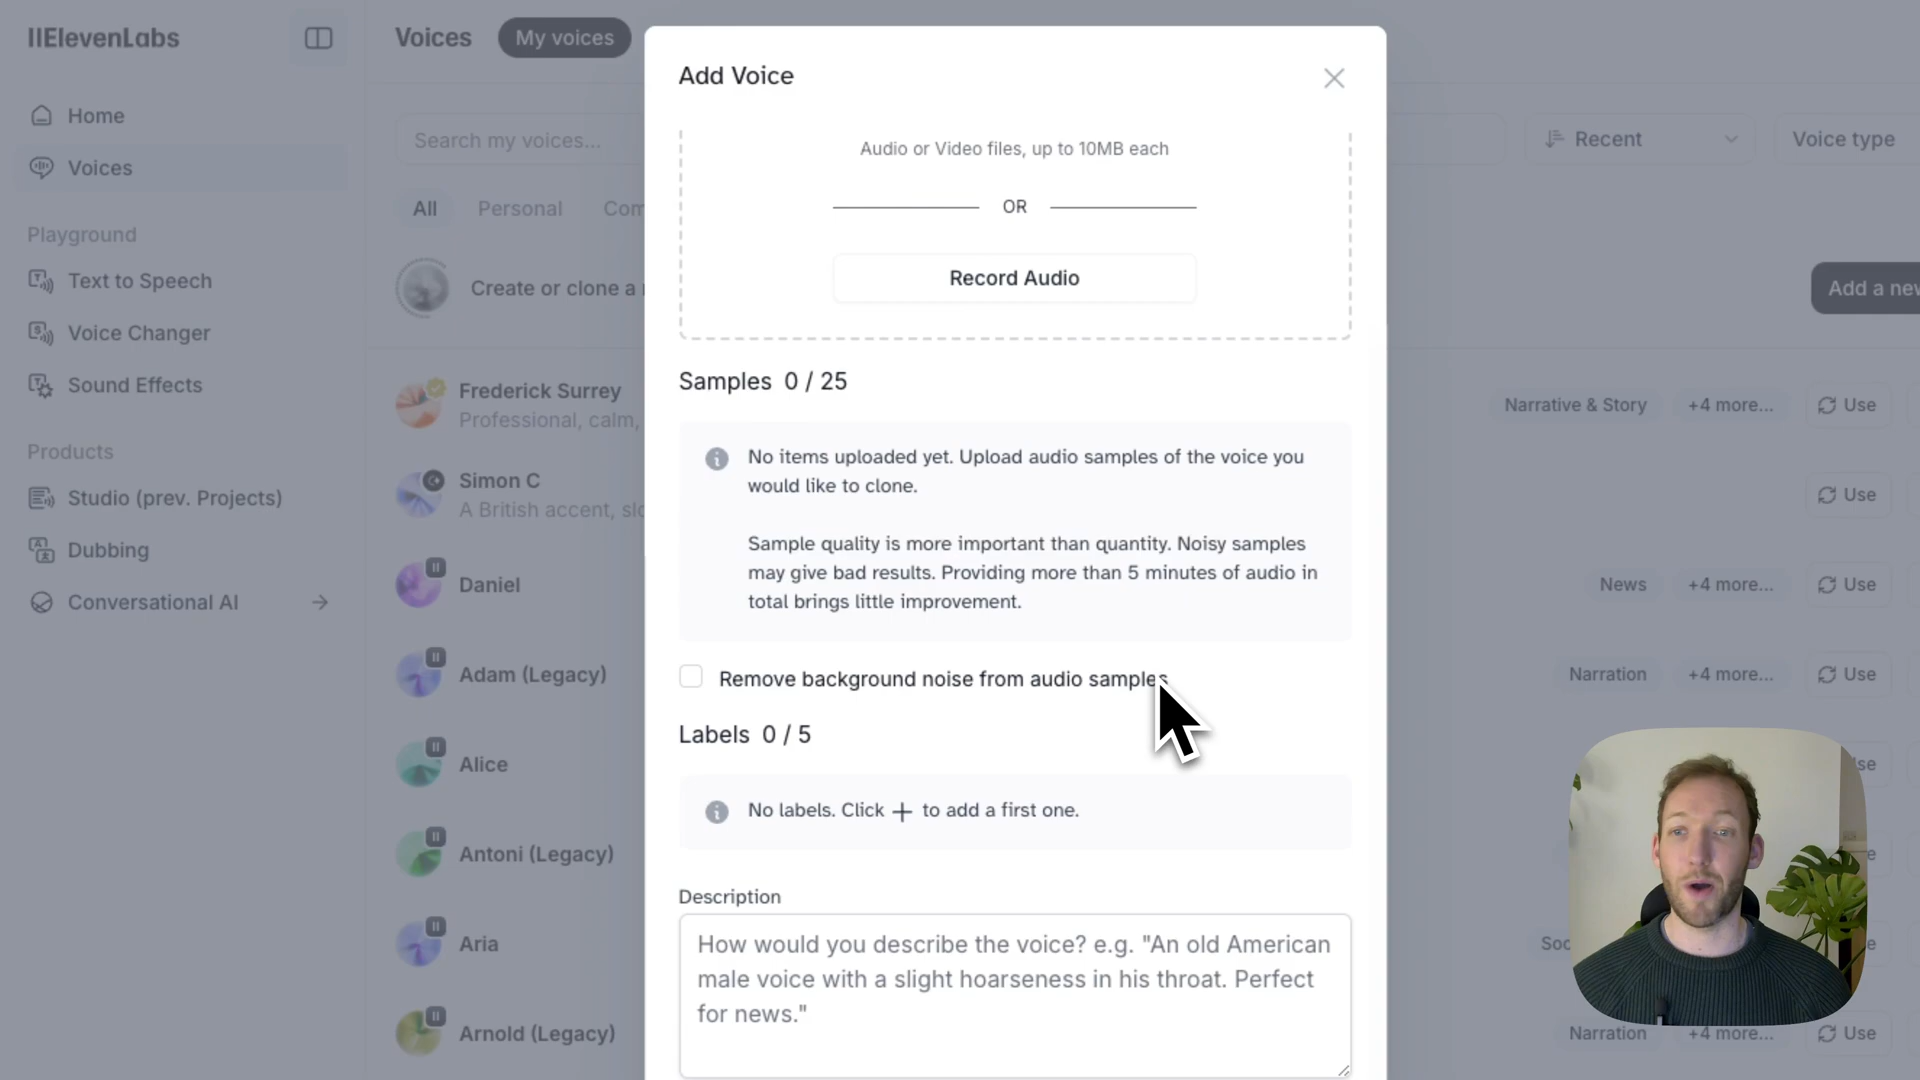 IIElevenLabs
Home
Voices
Playground
Text to Speech
Voice Changer
Sound Effects
Products
Studio (prev. Projects)
Dubbing
Conversational AI
Voices
My voices
Search my voices...
Recent
Voice type
All
Personal
Com
Create or clone a
Add a new
Frederick Surrey
Professional, calm,
Narrative & Story
+4 more...
Use
Simon C
A British accent, slo
Use
Daniel
News
+4 more...
Use
Adam (Legacy)
Narration
+4 more...
Use
Alice
Antoni (Legacy)
Aria
Soc
Arnold (Legacy)
Narration
+4 more...
Use
Add Voice
Audio or Video files, up to 10MB each
OR
Record Audio
Samples 0 / 25
No items uploaded yet. Upload audio samples of the voice you
would like to clone.
Sample quality is more important than quantity. Noisy samples
may give bad results. Providing more than 5 minutes of audio in
total brings little improvement.
Remove background noise from audio samples
Labels 0 / 5
No labels. Click + to add a first one.
Description
How would you describe the voice? e.g. "An old American
male voice with a slight hoarseness in his throat. Perfect
for news."